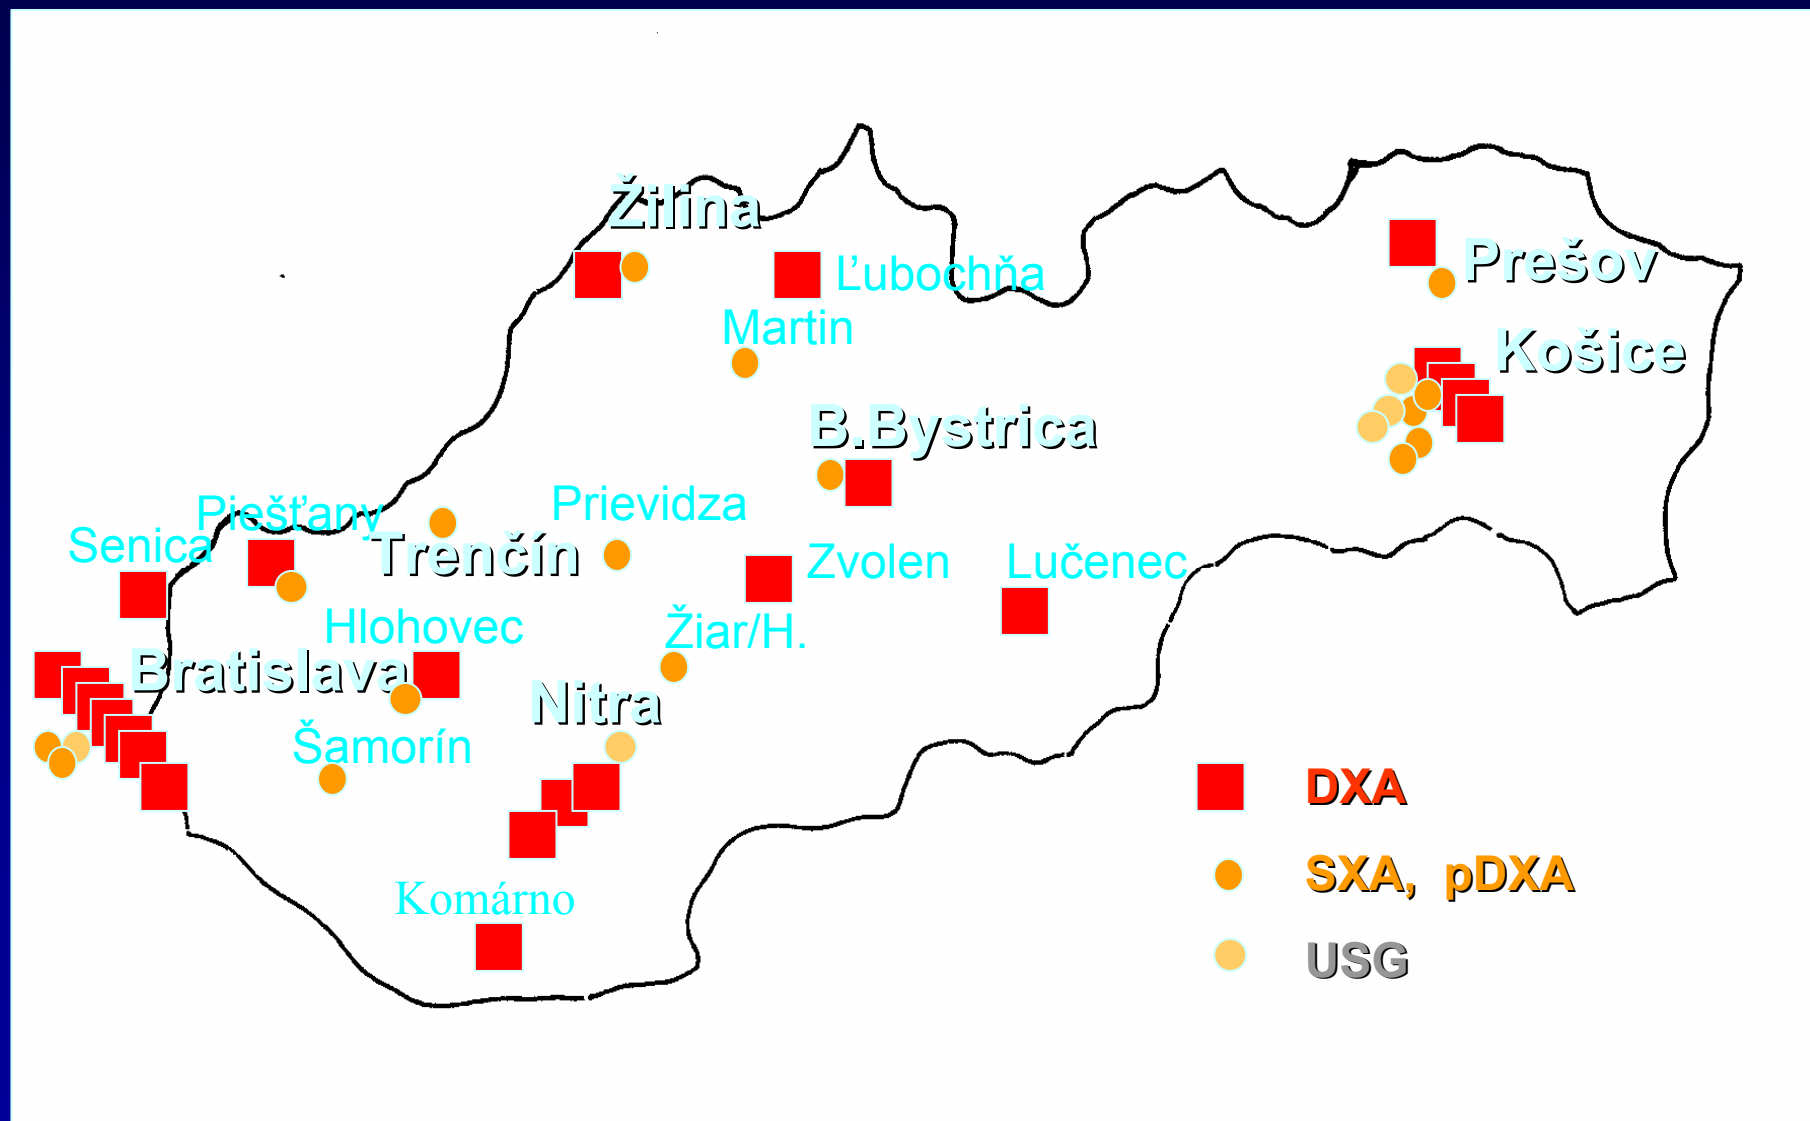 Žilina
Ľubochňa
Prešov
Martin
Košice
B.Bystrica
Piešťany
Prievidza
Senica
Trenčín
Zvolen
Lučenec
Hlohovec
Žiar/H.
Bratislava
Nitra
Šamorín
Komárno
DXA
SXA, pDXA
USG